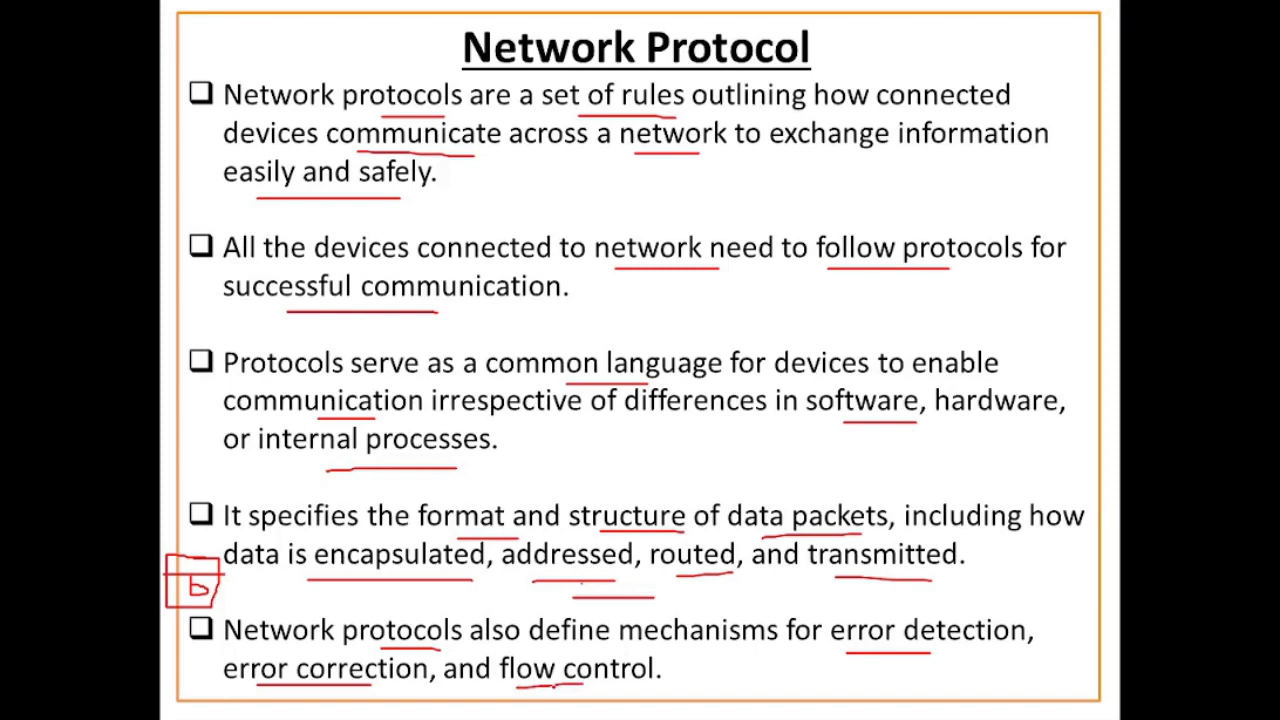 Network Protocol
Network protocols are a set of rules outlining how connected
devices communicate across a network to exchange information
easily and safely.
All the devices connected to network need to follow protocols for
successful communication.
Protocols serve as a common language for devices to enable
communication irrespective of differences in software, hardware,
or internal processes.
It specifies the format and structure of data packets, including how
data is encapsulated, addressed, routed, and transmitted.
D
Network protocols also define mechanisms for error detection,
error correction, and flow control.